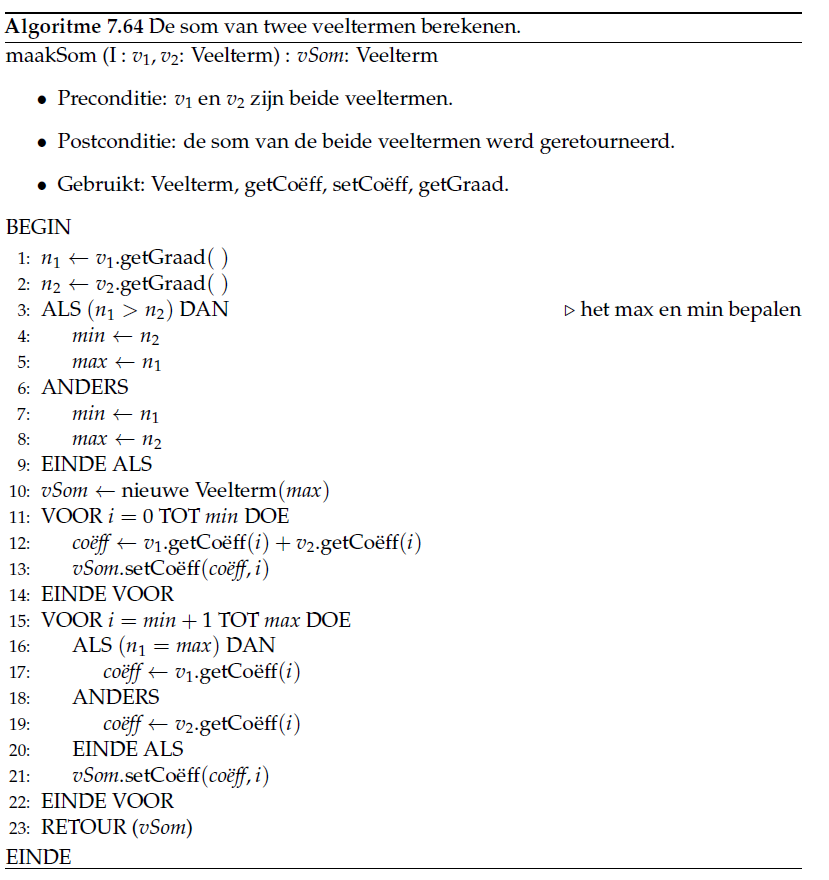 Algoritme 7.64 De som van twee veeltermen berekenen.
maakSom (I : v₁, v₂: Veelterm) : vSom: Veelterm
• Preconditie: v₁ en v₂ zijn beide veeltermen.
• Postconditie: de som van de beide veeltermen werd geretourneerd.
• Gebruikt: Veelterm, getCoëff, setCoëff, getGraad.
BEGIN
1: n₁ ← v₁.getGraad( )
2: n₂ ← v₂.getGraad( )
3: ALS (n₁ > n₂) DAN ▷ het max en min bepalen
4: min ← n₂
5: max ← n₁
6: ANDERS
7: min ← n₁
8: max ← n₂
9: EINDE ALS
10: vSom ← nieuwe Veelterm(max)
11: VOOR i = 0 TOT min DOE
12: coëff ← v₁.getCoëff(i) + v₂.getCoëff(i)
13: vSom.setCoëff(coëff, i)
14: EINDE VOOR
15: VOOR i = min + 1 TOT max DOE
16: ALS (n₁ = max) DAN
17: coëff ← v₁.getCoëff(i)
18: ANDERS
19: coëff ← v₂.getCoëff(i)
20: EINDE ALS
21: vSom.setCoëff(coëff, i)
22: EINDE VOOR
23: RETOUR (vSom)
EINDE